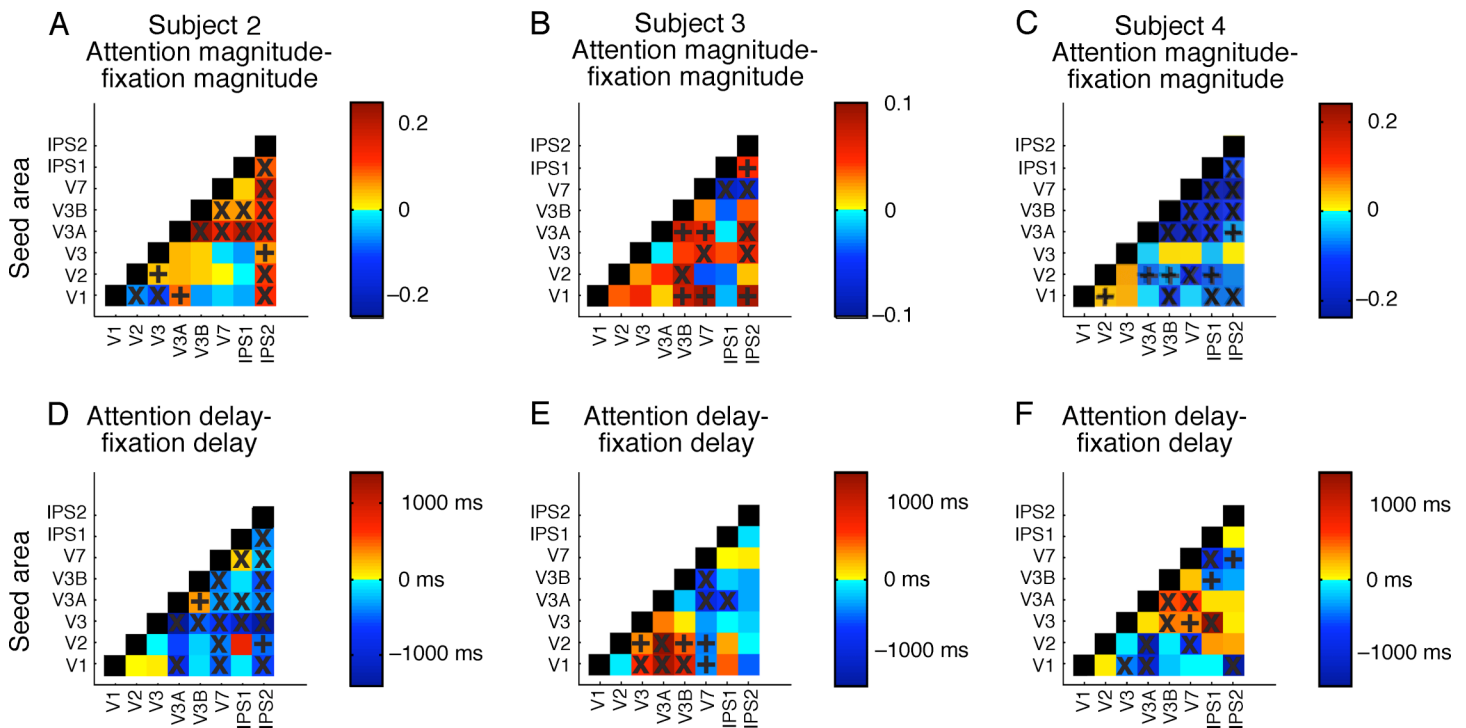 A
Subject 2
Attention magnitude-
fixation magnitude
B
Subject 3
Attention magnitude-
fixation magnitude
C
Subject 4
Attention magnitude-
fixation magnitude
Seed area
IPS2
IPS1
V7
V3B
V3A
V3
V2
V1
V1
V2
V3
V3A
V3B
V7
IPS1
IPS2
0.2
0
−0.2
IPS2
IPS1
V7
V3B
V3A
V3
V2
V1
V1
V2
V3
V3A
V3B
V7
IPS1
IPS2
0.1
0
−0.1
IPS2
IPS1
V7
V3B
V3A
V3
V2
V1
V1
V2
V3
V3A
V3B
V7
IPS1
IPS2
0.2
0
−0.2
D
Attention delay-
fixation delay
E
Attention delay-
fixation delay
F
Attention delay-
fixation delay
Seed area
IPS2
IPS1
V7
V3B
V3A
V3
V2
V1
V1
V2
V3
V3A
V3B
V7
IPS1
IPS2
1000 ms
0 ms
−1000 ms
IPS2
IPS1
V7
V3B
V3A
V3
V2
V1
V1
V2
V3
V3A
V3B
V7
IPS1
IPS2
1000 ms
0 ms
−1000 ms
IPS2
IPS1
V7
V3B
V3A
V3
V2
V1
V1
V2
V3
V3A
V3B
V7
IPS1
IPS2
1000 ms
0 ms
−1000 ms